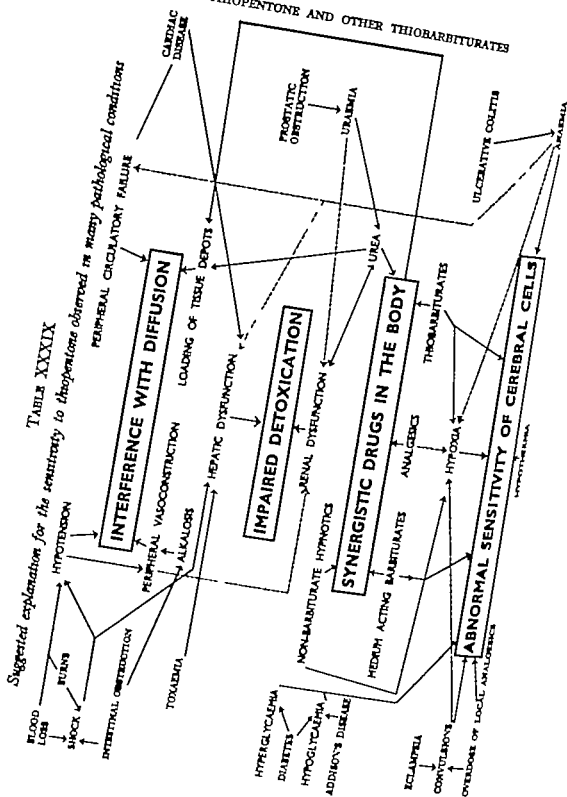 THIOPENTONE AND OTHER THIOBARBITURATES
TABLE XXXIX
Suggested explanation for the sensitivity to thiopentone observed in many pathological conditions
BLOOD
LOSS
BURNS
SHOCK
INTESTINAL OBSTRUCTION
HYPOTENSION
PERIPHERAL CIRCULATORY FAILURE
CARDIAC
DISEASE
INTERFERENCE WITH DIFFUSION
PERIPHERAL VASOCONSTRICTION
ALKALOSIS
LOADING OF TISSUE DEPOTS
TOXAEMIA
HEPATIC DYSFUNCTION
IMPAIRED DETOXICATION
RENAL DYSFUNCTION
PROSTATIC
OBSTRUCTION
URAEMIA
UREA
NON-BARBITURATE HYPNOTICS
SYNERGISTIC DRUGS IN THE BODY
MEDIUM ACTING BARBITURATES
ANALGESICS
THIOBARBITURATES
HYPERGLYCAEMIA
DIABETES
HYPOGLYCAEMIA
ADDISON'S DISEASE
HYPOXIA
ULCERATIVE COLITIS
ANAEMIA
ABNORMAL SENSITIVITY OF CEREBRAL CELLS
ECLAMPSIA
CONVULSIONS
OVERDOSE OF LOCAL ANALGESICS